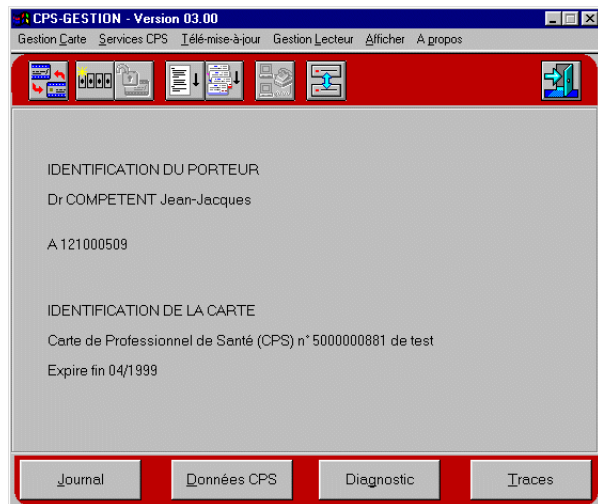 CPS-GESTION - Version 03.00
Gestion Carte Services CPS Télé-mise-à-jour Gestion Lecteur Afficher A propos
IDENTIFICATION DU PORTEUR
Dr COMPETENT Jean-Jacques
A 121000509
IDENTIFICATION DE LA CARTE
Carte de Professionnel de Santé (CPS) n° 5000000881 de test
Expire fin 04/1999
Journal Données CPS Diagnostic Traces